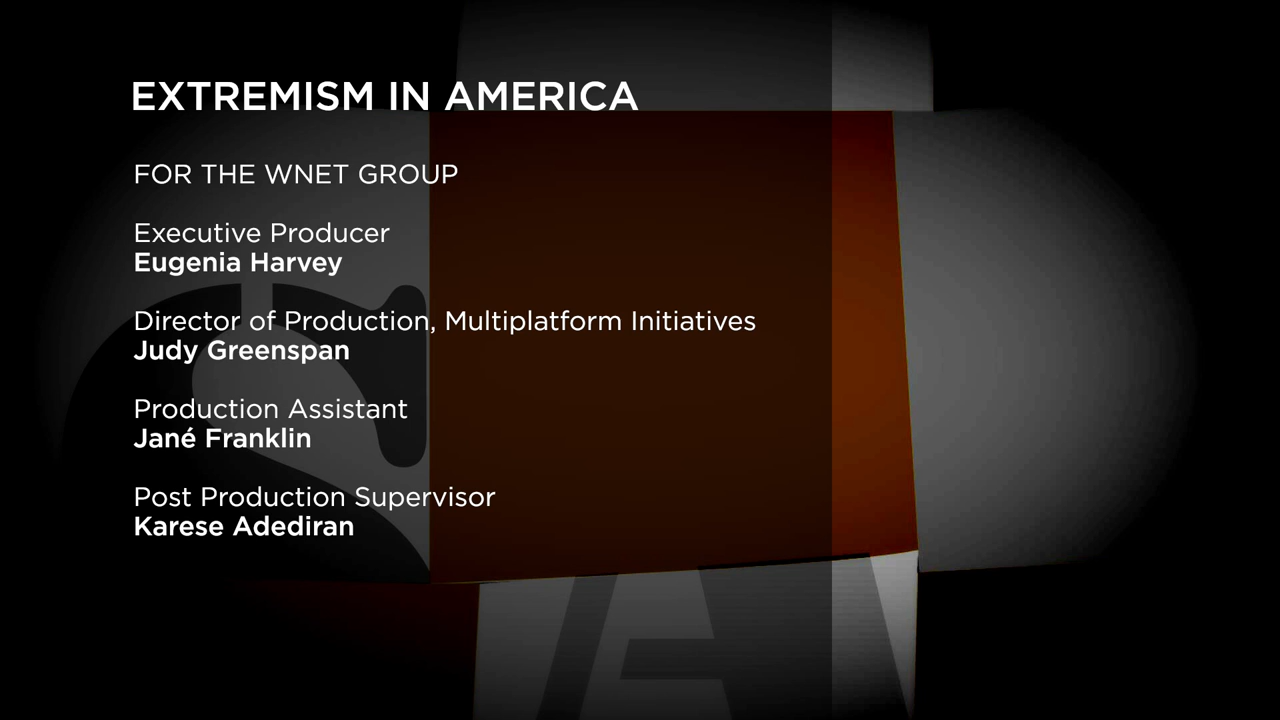 EXTREMISM IN AMERICA
FOR THE WNET GROUP
Executive Producer
Eugenia Harvey
Director of Production, Multiplatform Initiatives
Judy Greenspan
Production Assistant
Jané Franklin
Post Production Supervisor
Karese Adediran